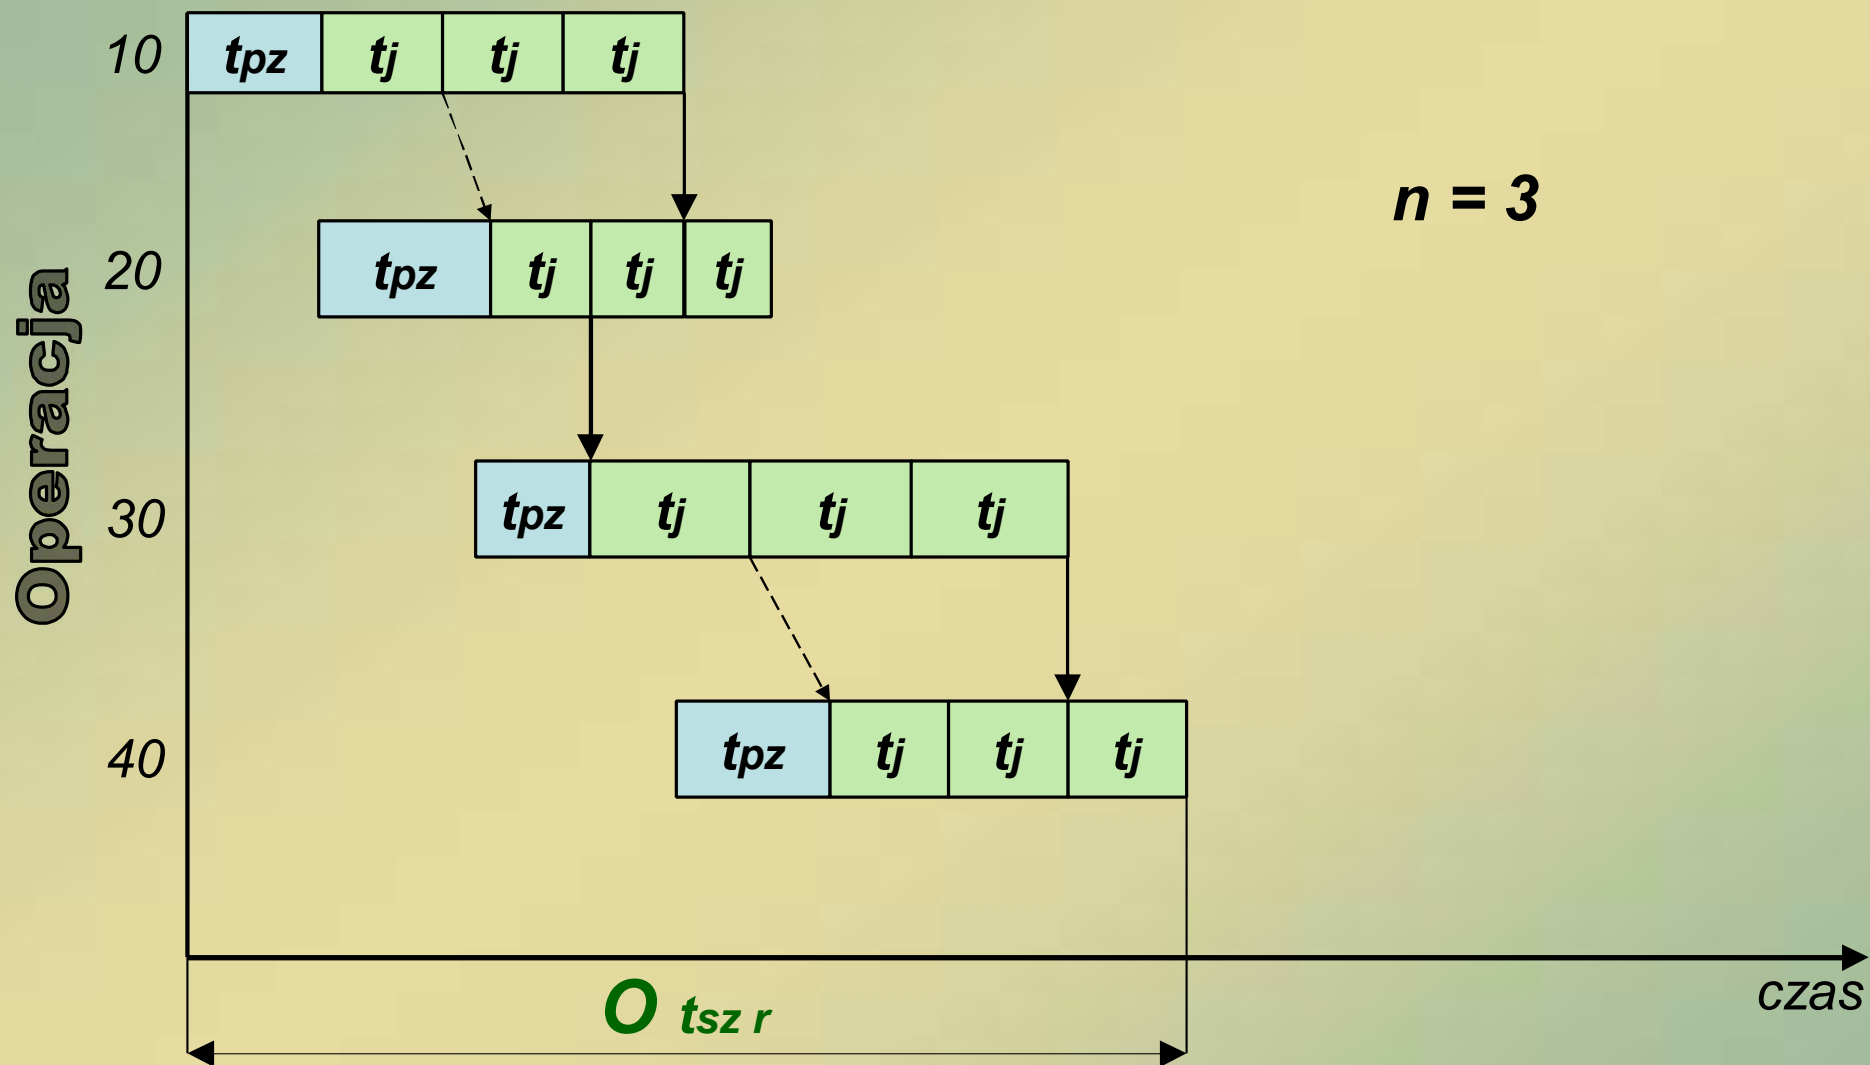 Operacja
10 tpz tj tj tj
n = 3
20 tpz tj tj tj
30 tpz tj tj tj
40 tpz tj tj tj
czas
O tsz r